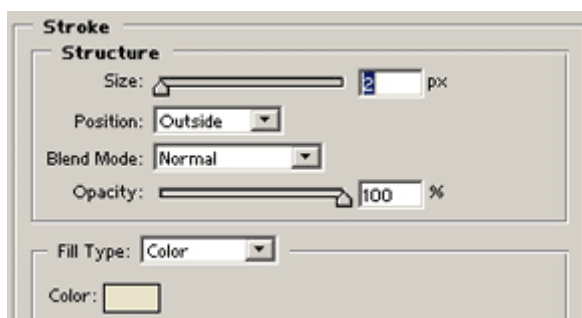 Stroke
Structure
Size: 2 px
Position: Outside
Blend Mode: Normal
Opacity: 100 %
Fill Type: Color
Color: